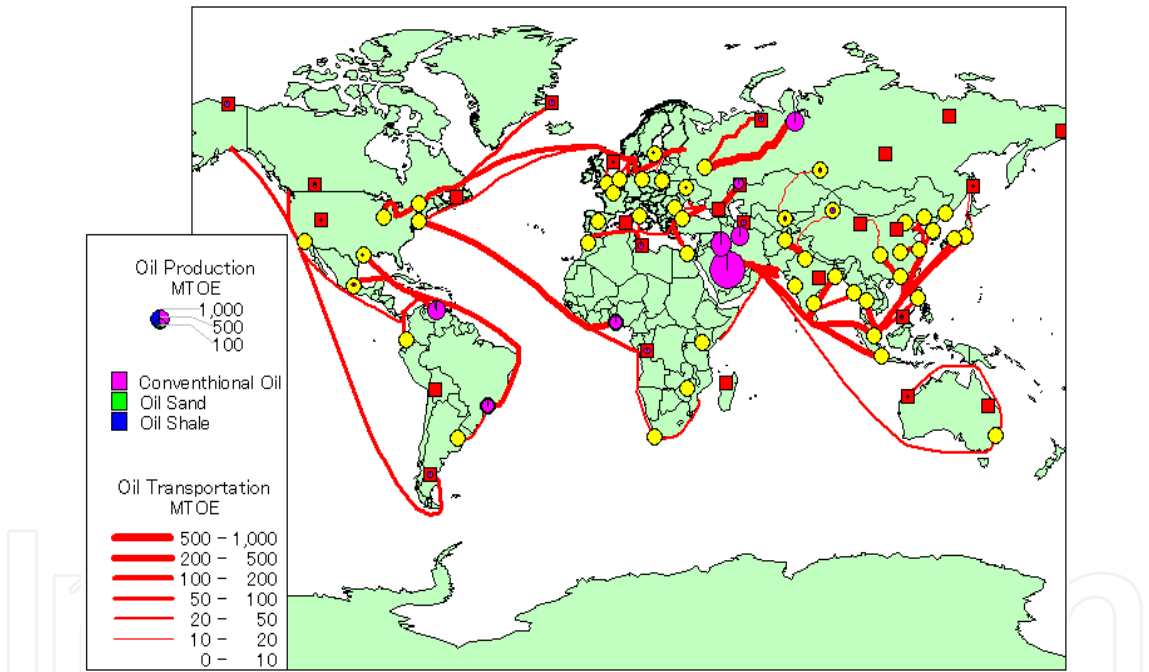 Oil Production
MTOE
1,000
500
100
Conventhional Oil
Oil Sand
Oil Shale
Oil Transportation
MTOE
500 - 1,000
200 - 500
100 - 200
50 - 100
20 - 50
10 - 20
0 - 10